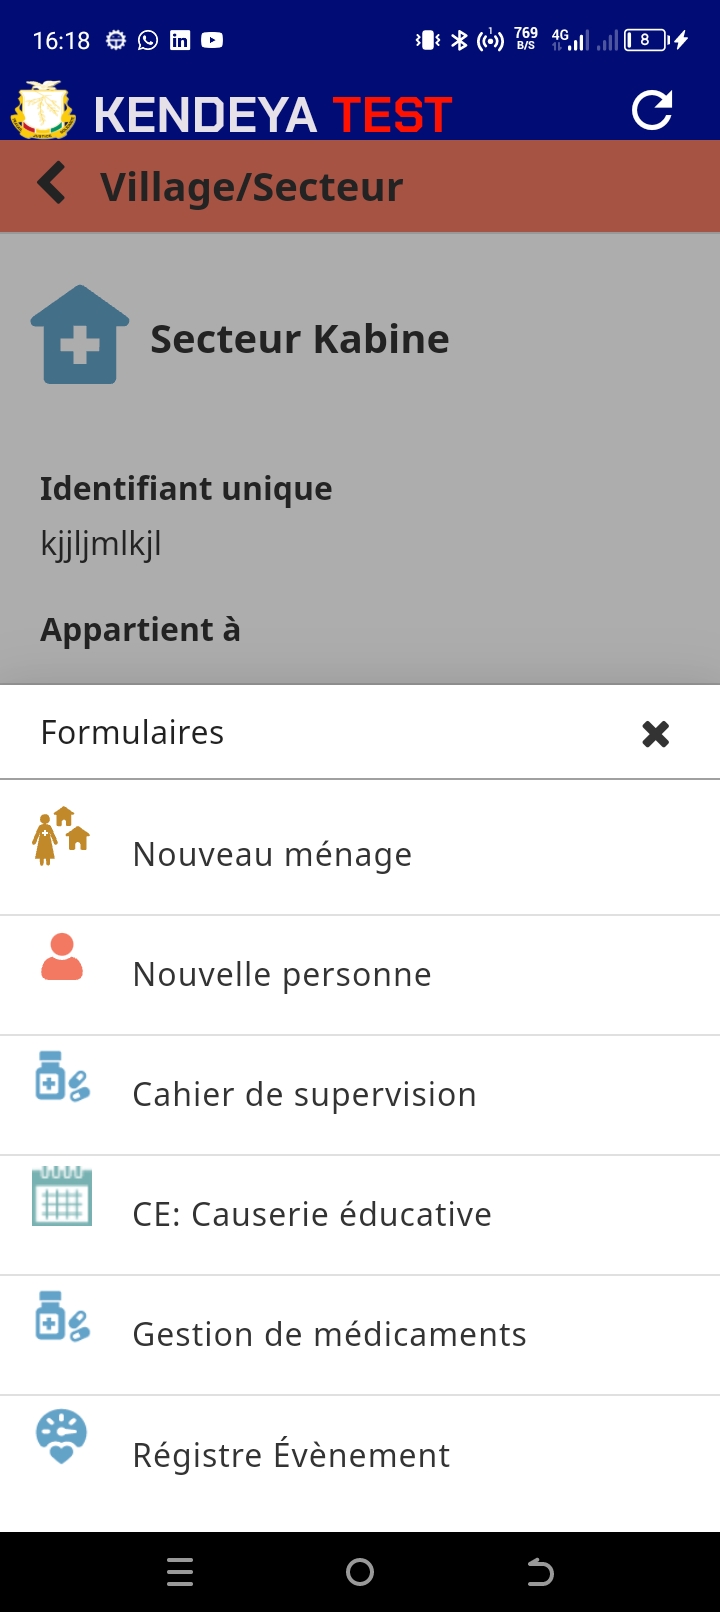 16:18
769 B/S
4G
8
KENDEYA TEST
Village/Secteur
Secteur Kabine
Identifiant unique
kjjljmlkjl
Appartient à
Formulaires
Nouveau ménage
Nouvelle personne
Cahier de supervision
CE: Causerie éducative
Gestion de médicaments
Régistre Évènement